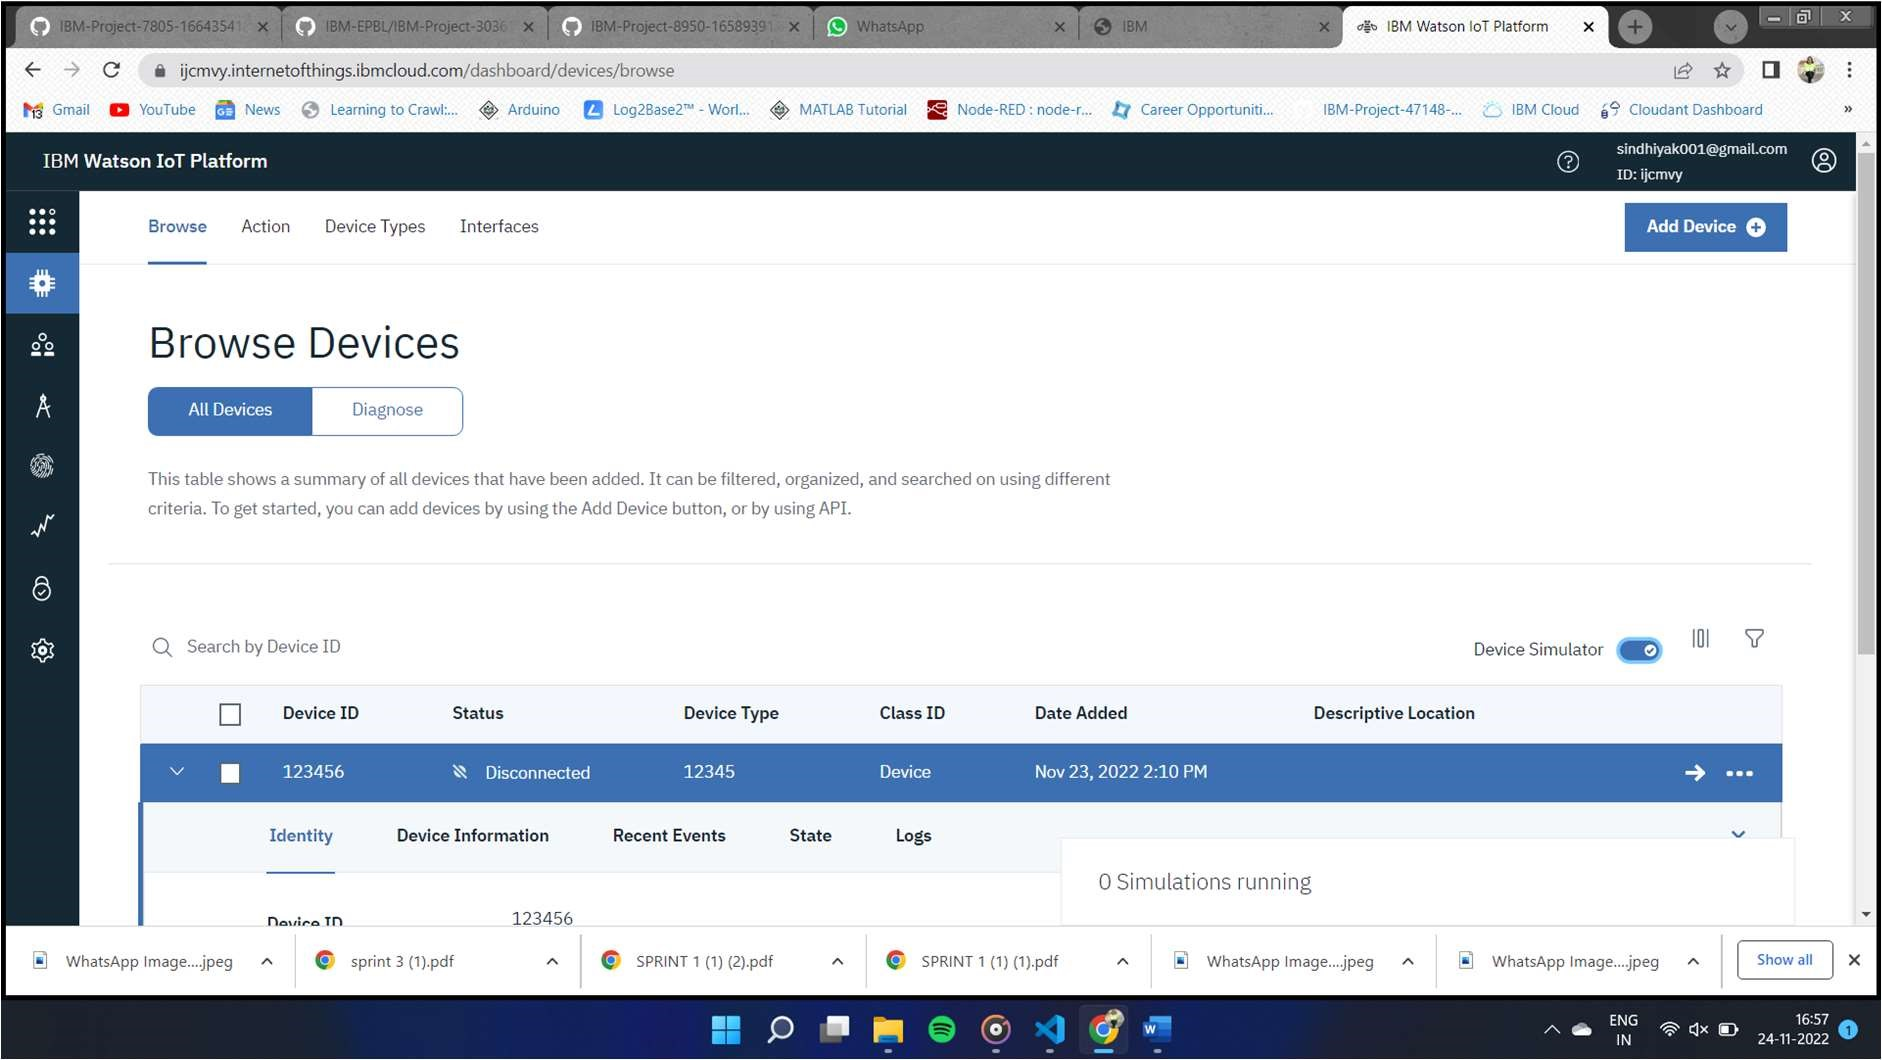 IBM-Project-7805-16643541
IBM-EPBL/IBM-Project-3036
IBM-Project-8950-16589391
WhatsApp
IBM
IBM Watson IoT Platform
ijcmvy.internetofthings.ibmcloud.com/dashboard/devices/browse
13 Gmail
YouTube
News
Learning to Crawl:...
Arduino
Log2Base2™ - Worl...
MATLAB Tutorial
Node-RED : node-r...
Career Opportuniti...
IBM-Project-47148-...
IBM Cloud
Cloudant Dashboard
»
IBM Watson IoT Platform
sindhiyak001@gmail.com
ID: ijcmvy
Browse
Action
Device Types
Interfaces
Add Device
Browse Devices
All Devices
Diagnose
This table shows a summary of all devices that have been added. It can be filtered, organized, and searched on using different
criteria. To get started, you can add devices by using the Add Device button, or by using API.
Search by Device ID
Device Simulator
Device ID Status Device Type Class ID Date Added Descriptive Location
123456 Disconnected 12345 Device Nov 23, 2022 2:10 PM
Identity Device Information Recent Events State Logs
0 Simulations running
Device ID 123456
WhatsApp Image....jpeg
sprint 3 (1).pdf
SPRINT 1 (1) (2).pdf
SPRINT 1 (1) (1).pdf
WhatsApp Image....jpeg
WhatsApp Image....jpeg
Show all
ENG
IN
16:57
24-11-2022
1